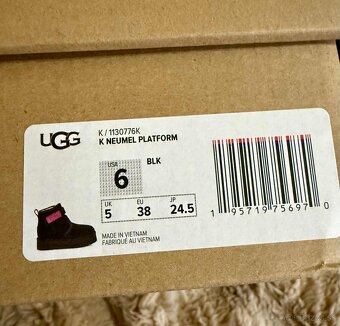 UGG
K / 1130776K
K NEUMEL PLATFORM
USA
6
BLK
UK
5
EU
38
JP
24.5
MADE IN VIETNAM
FABRIQUÉ AU VIETNAM
1 95719 75697 0